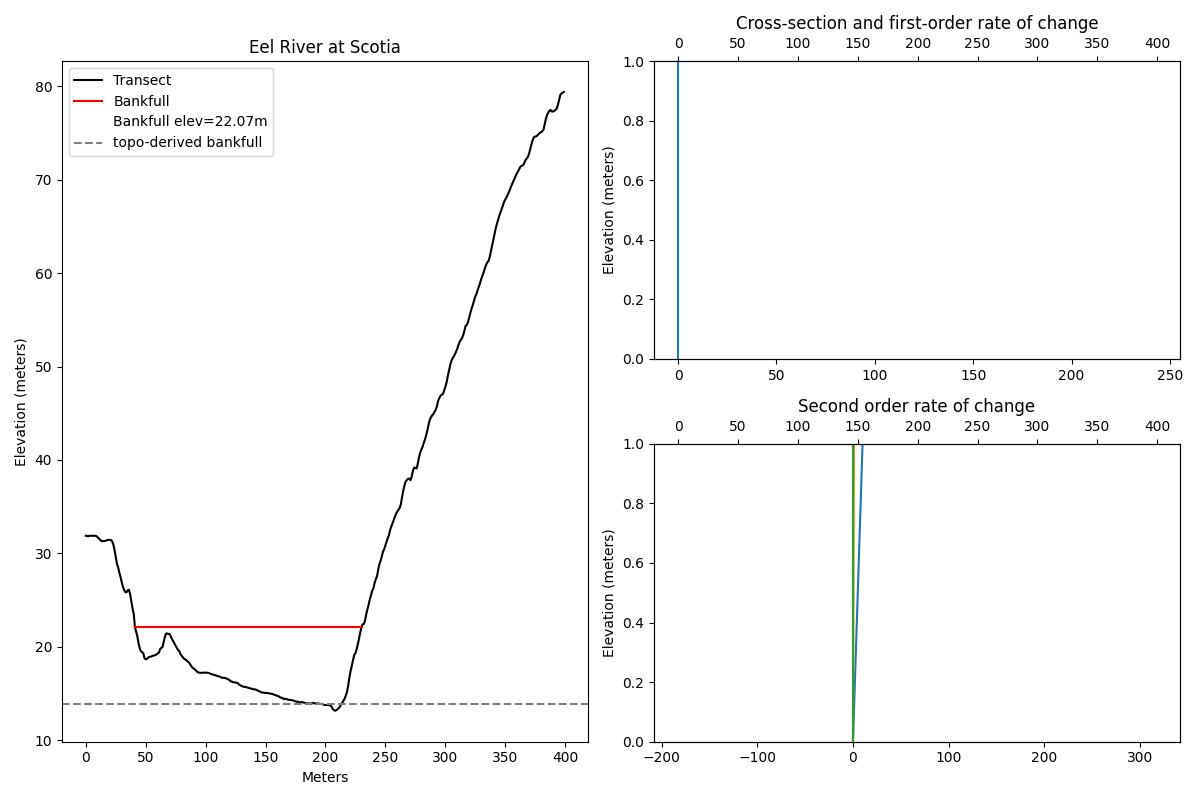 Eel River at Scotia
Transect
Bankfull
Bankfull elev=22.07m
topo-derived bankfull
Elevation (meters)
80
70
60
50
40
30
20
10
0 50 100 150 200 250 300 350 400
Meters
Cross-section and first-order rate of change
0 50 100 150 200 250 300 350 400
Elevation (meters)
1.0
0.8
0.6
0.4
0.2
0.0
0 50 100 150 200 250
Second order rate of change
0 50 100 150 200 250 300 350 400
Elevation (meters)
1.0
0.8
0.6
0.4
0.2
0.0
−200 −100 0 100 200 300